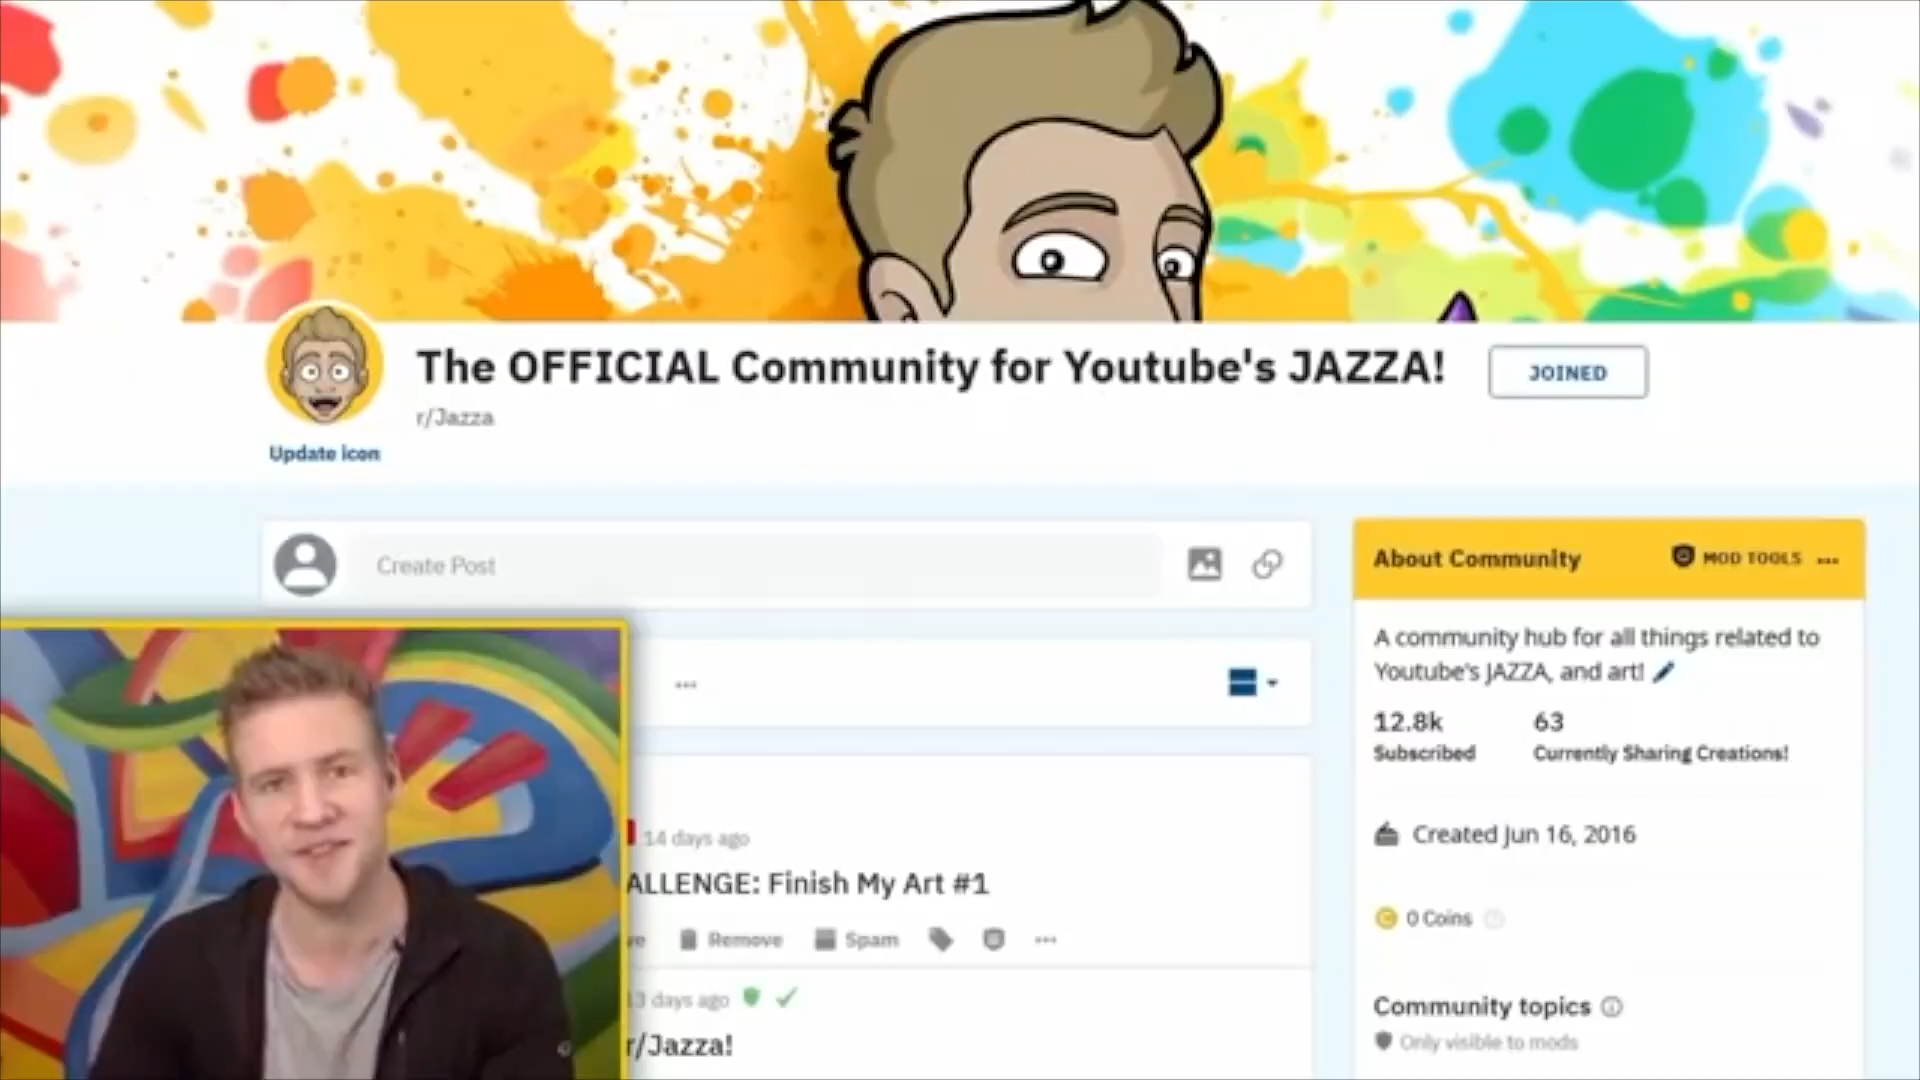 The OFFICIAL Community for Youtube's JAZZA!
JOINED
r/Jazza
Update icon
Create Post
About Community
MOD TOOLS
A community hub for all things related to
Youtube's JAZZA, and art!
12.8k
63
Subscribed
Currently Sharing Creations!
14 days ago
ALLENGE: Finish My Art #1
Created Jun 16, 2016
Remove
Spam
0 Coins
13 days ago
r/Jazza!
Community topics
Only visible to mods